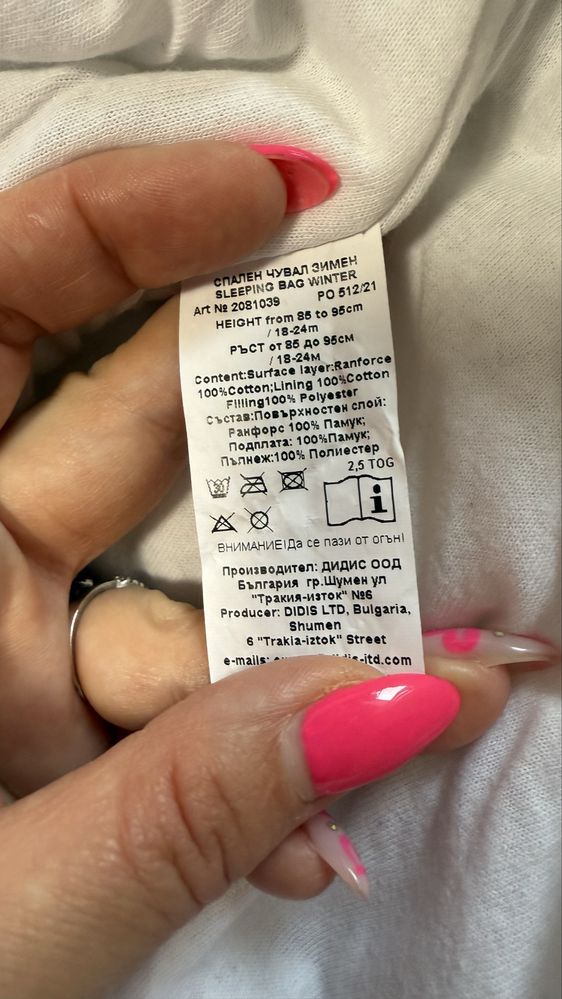 СПАЛЕН ЧУВАЛ ЗИМЕН
SLEEPING BAG WINTER
Art № 2081039 PO 512/21
HEIGHT from 85 to 95cm
/ 18-24m
РЪСТ от 85 до 95см
/ 18-24м
Content:Surface layer:Ranforce
100%Cotton;Lining 100%Cotton
Filling100% Polyester
Състав:Повърхностен слой:
Ранфорс 100% Памук;
Подплата: 100%Памук;
Пълнеж:100% Полиестер
2,5 TOG
30
i
ВНИМАНИЕ!Да се пази от огън!
Производител: ДИДИС ООД
България гр.Шумен ул
"Тракия-изток" №6
Producer: DIDIS LTD, Bulgaria,
Shumen
6 "Trakia-iztok" Street
e-mails: